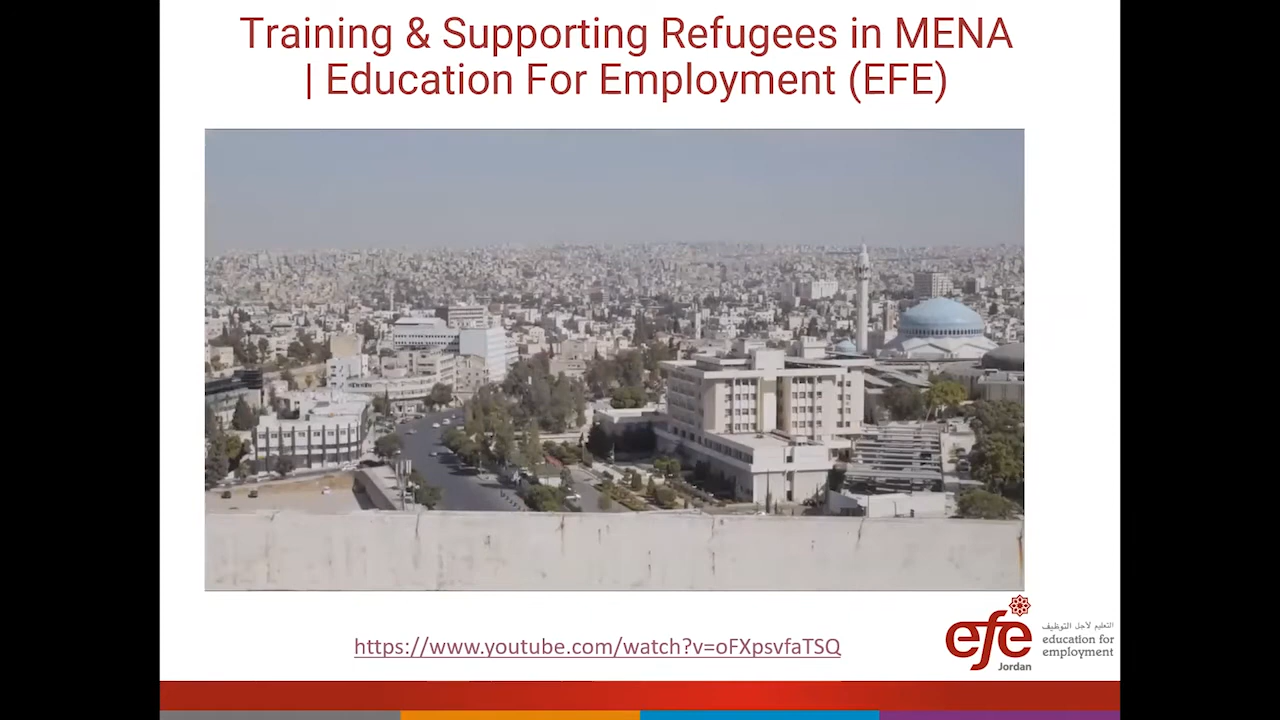 Training & Supporting Refugees in MENA
| Education For Employment (EFE)
https://www.youtube.com/watch?v=oFXpsvfaTSQ
efe
Jordan
التعليم لأجل التوظيف
education for
employment